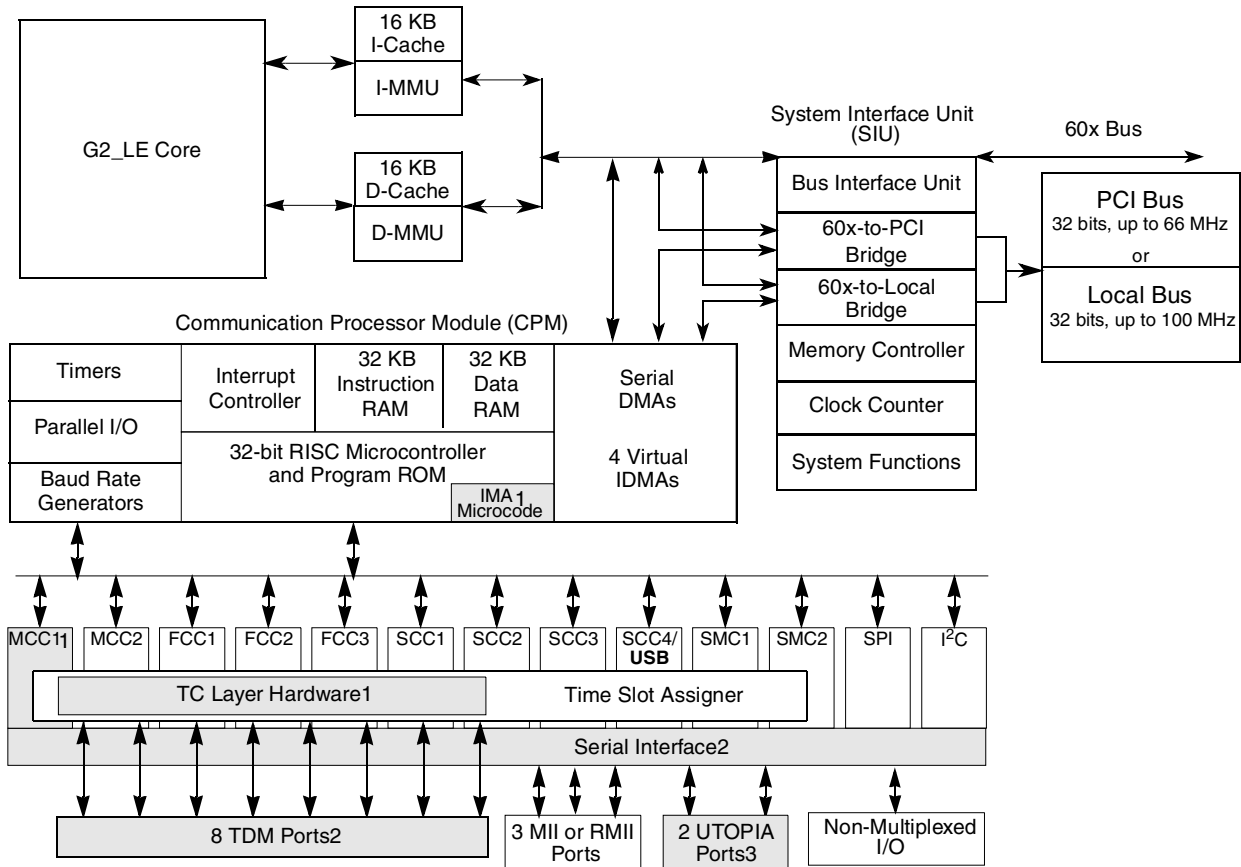 G2_LE Core
16 KB
I-Cache
I-MMU
16 KB
D-Cache
D-MMU
System Interface Unit
(SIU)
60x Bus
Bus Interface Unit
60x-to-PCI
Bridge
60x-to-Local
Bridge
Memory Controller
Clock Counter
System Functions
PCI Bus
32 bits, up to 66 MHz
or
Local Bus
32 bits, up to 100 MHz
Communication Processor Module (CPM)
Timers
Parallel I/O
Baud Rate
Generators
Interrupt
Controller
32 KB
Instruction
RAM
32 KB
Data
RAM
32-bit RISC Microcontroller
and Program ROM
IMA1
Microcode
Serial
DMAs
4 Virtual
IDMAs
MCC11
MCC2
FCC1
FCC2
FCC3
SCC1
SCC2
SCC3
SCC4/
USB
SMC1
SMC2
SPI
I2C
TC Layer Hardware1
Time Slot Assigner
Serial Interface2
8 TDM Ports2
3 MII or RMII
Ports
2 UTOPIA
Ports3
Non-Multiplexed
I/O